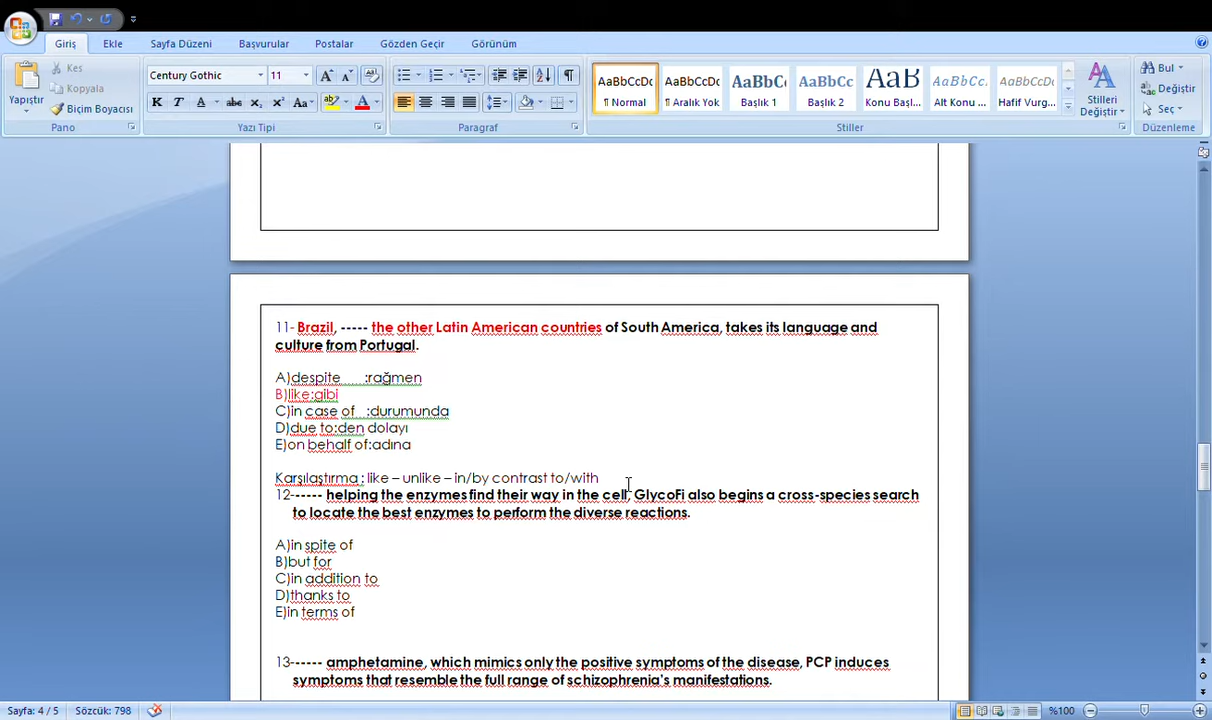 Giriş Ekle Sayfa Düzeni Başvurular Postalar Gözden Geçir Görünüm
Yapıştır
Kes
Kopyala
Biçim Boyacısı
Pano
Century Gothic 11
K T A abe x₂ x² Aa
Yazı Tipi
Paragraf
AaBbCcDc
¶ Normal
AaBbCcDc
¶ Aralık Yok
AaBbC
Başlık 1
AaBbCc
Başlık 2
AaB
Konu Başl...
AaBbCc.
Alt Konu ...
AaBbCcDc
Hafif Vurg...
Stilleri
Değiştir
Stiller
Bul
Değiştir
Seç
Düzenleme
11- Brazil, ----- the other Latin American countries of South America, takes its language and
culture from Portugal.
A)despite :rağmen
B)like:gibi
C)in case of :durumunda
D)due to:den dolayı
E)on behalf of:adına
Karşılaştırma : like – unlike – in/by contrast to/with
12------ helping the enzymes find their way in the cell, GlycoFi also begins a cross-species search
to locate the best enzymes to perform the diverse reactions.
A)in spite of
B)but for
C)in addition to
D)thanks to
E)in terms of
13------ amphetamine, which mimics only the positive symptoms of the disease, PCP induces
symptoms that resemble the full range of schizophrenia's manifestations.
Sayfa: 4 / 5 Sözcük: 798 %100